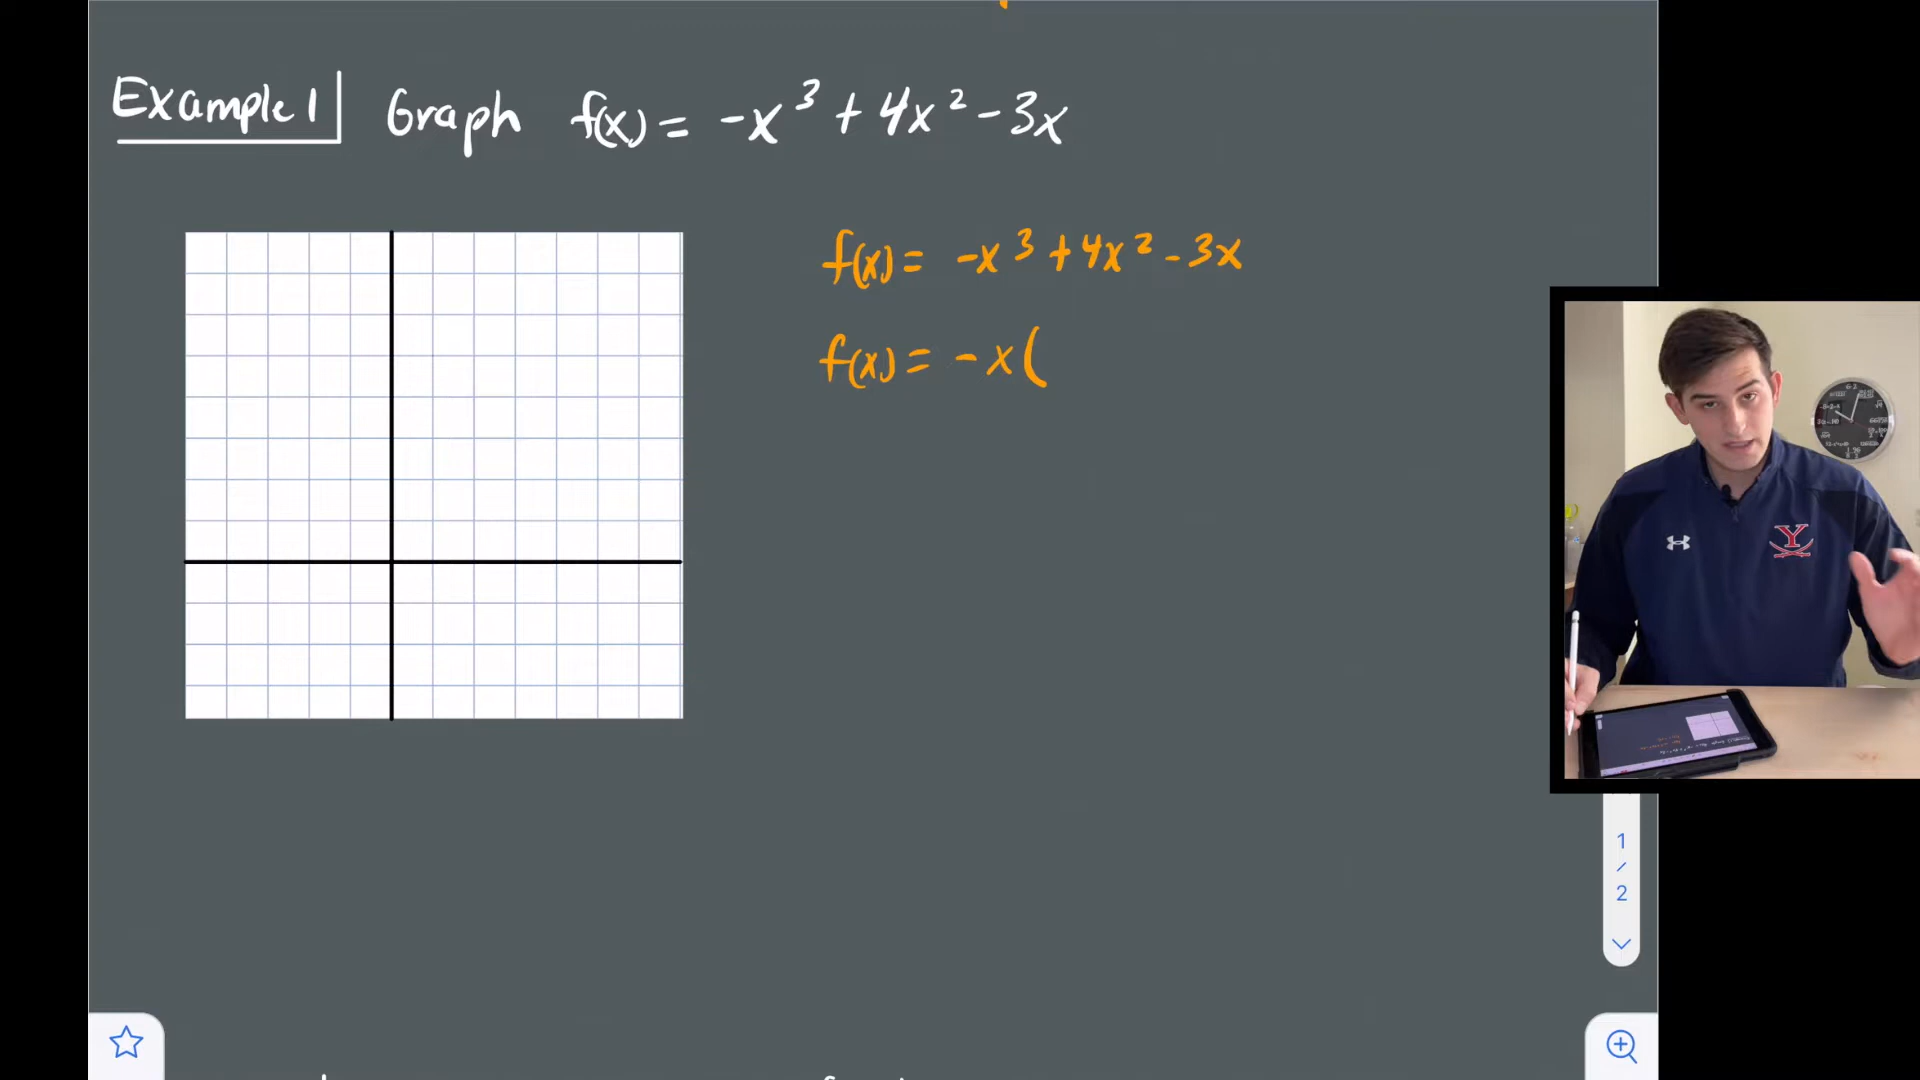 Example 1 Graph f(x) = -x³ + 4x² - 3x
f(x) = -x³ + 4x² - 3x
f(x) = -x(
Y
1
/
2